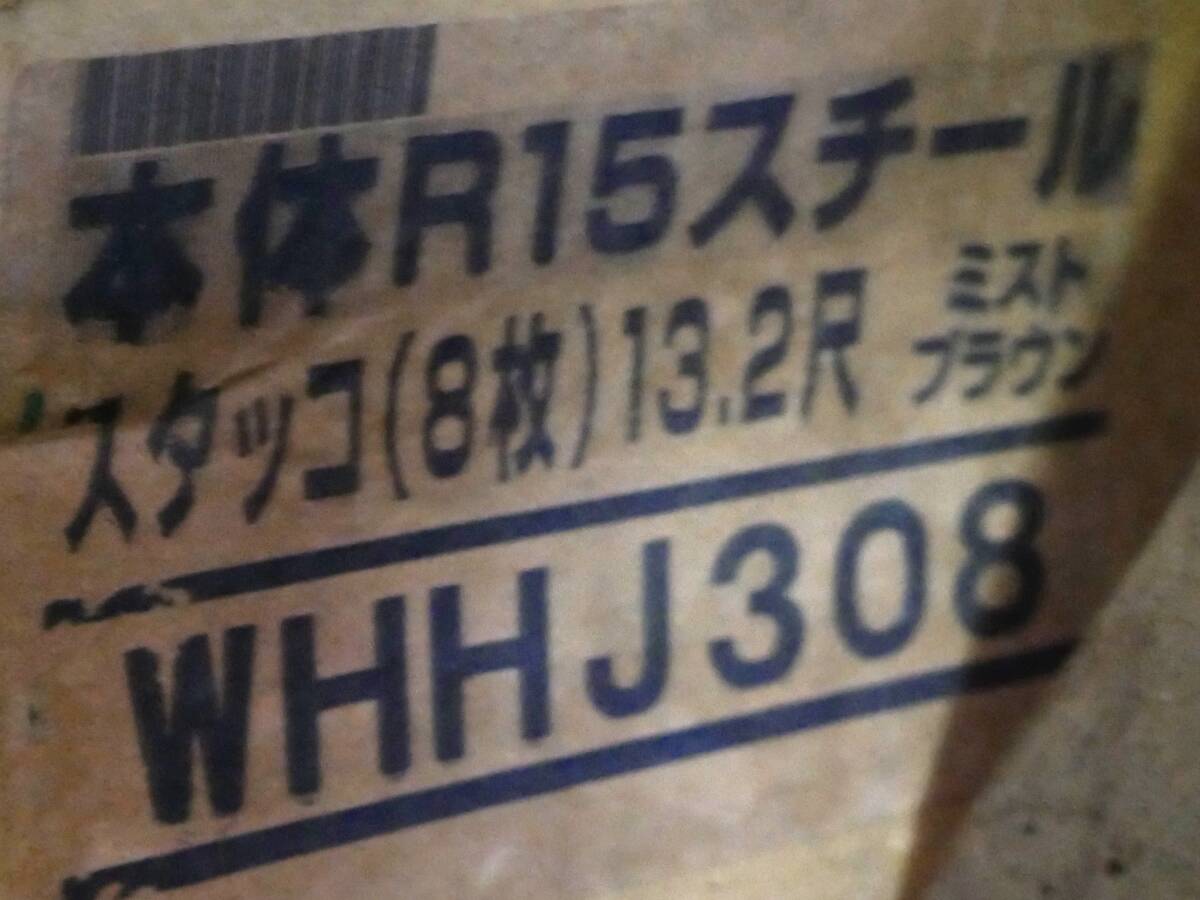 本体R15スチール
スタッコ(8枚)13.2尺
ミスト
ブラウン
WHHJ308